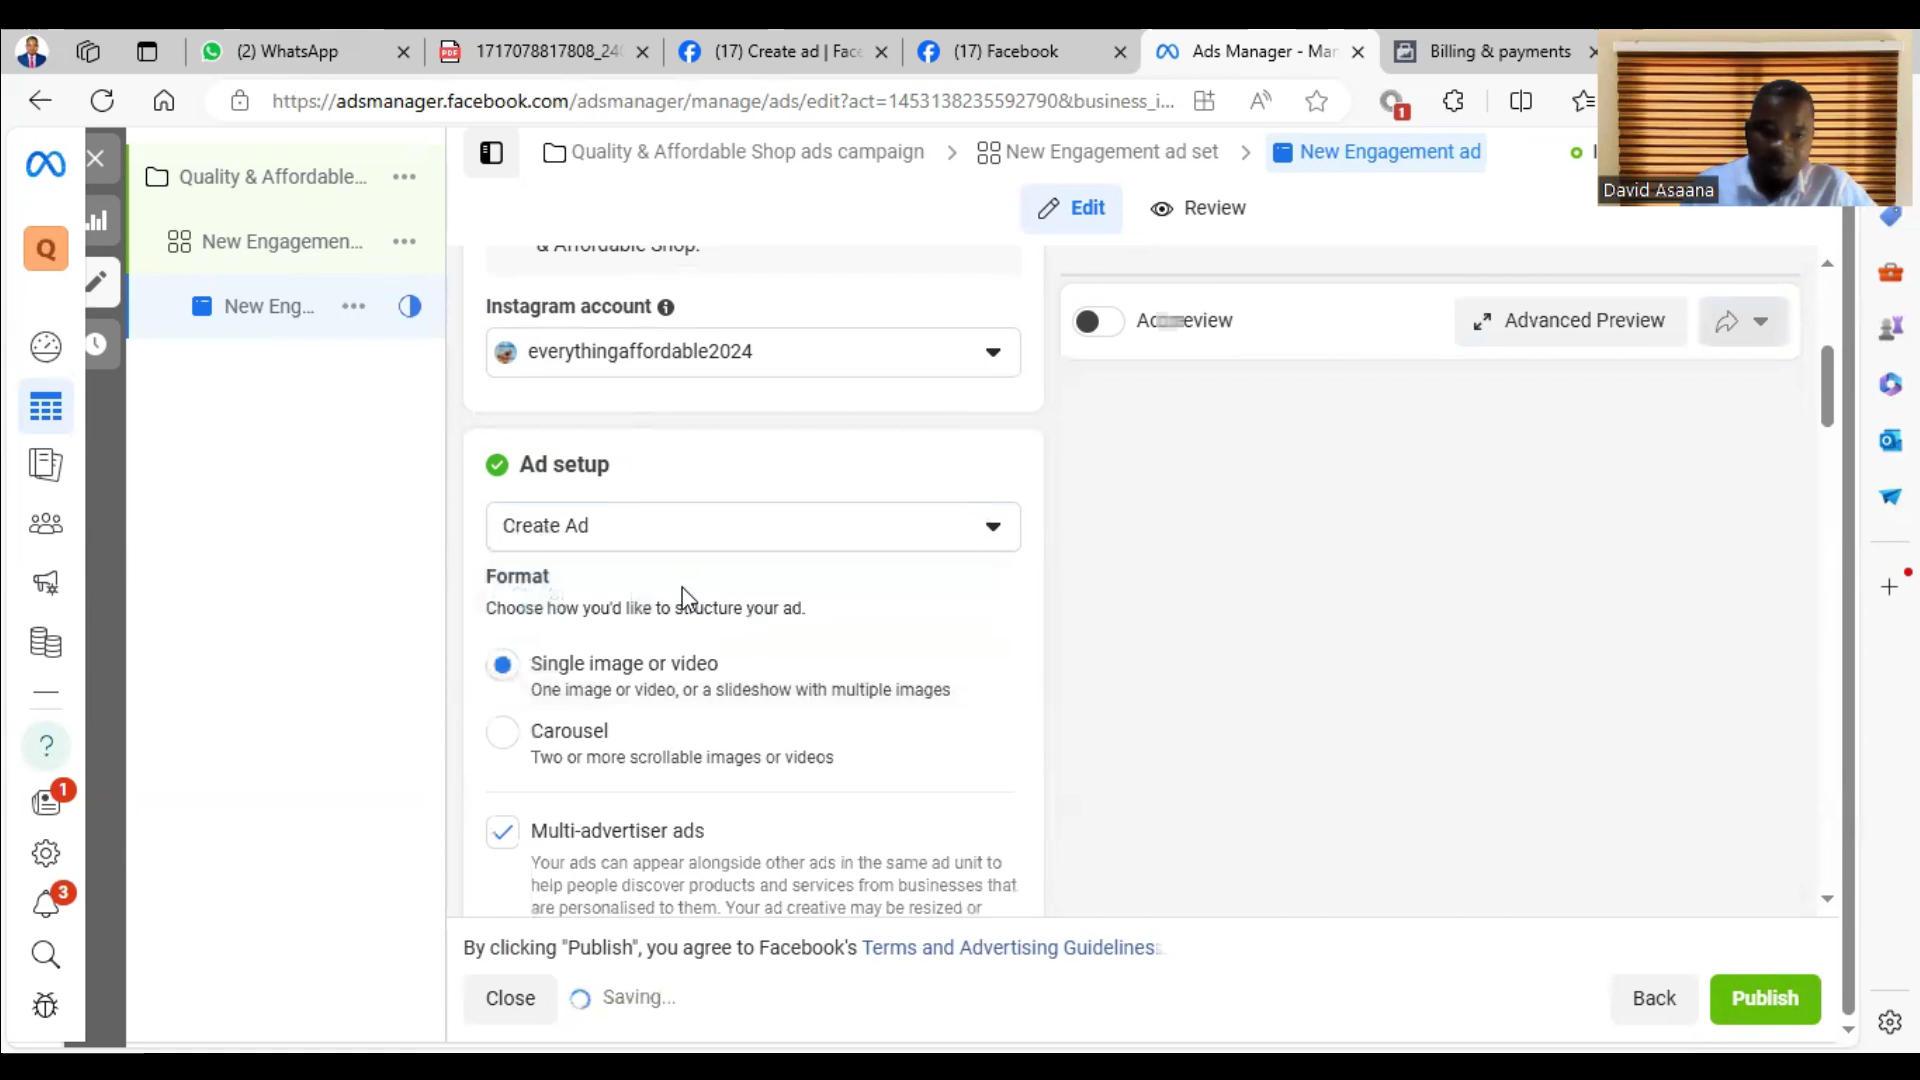 (2) WhatsApp
1717078817808_24
(17) Create ad | Face
(17) Facebook
Ads Manager - Mar
Billing & payments
https://adsmanager.facebook.com/adsmanager/manage/ads/edit?act=1453138235592790&business_i...
1
Quality & Affordable Shop ads campaign
New Engagement ad set
New Engagement ad
David Asaana
Quality & Affordable...
Edit
Review
Q
New Engagemen...
& Affordable Shop.
New Eng...
Instagram account
everythingaffordable2024
Advanced Preview
Ad setup
Create Ad
Format
Choose how you'd like to structure your ad.
Single image or video
One image or video, or a slideshow with multiple images
Carousel
Two or more scrollable images or videos
1
Multi-advertiser ads
Your ads can appear alongside other ads in the same ad unit to
help people discover products and services from businesses that
are personalised to them. Your ad creative may be resized or
3
By clicking "Publish", you agree to Facebook's Terms and Advertising Guidelines.
Close
Saving...
Back
Publish